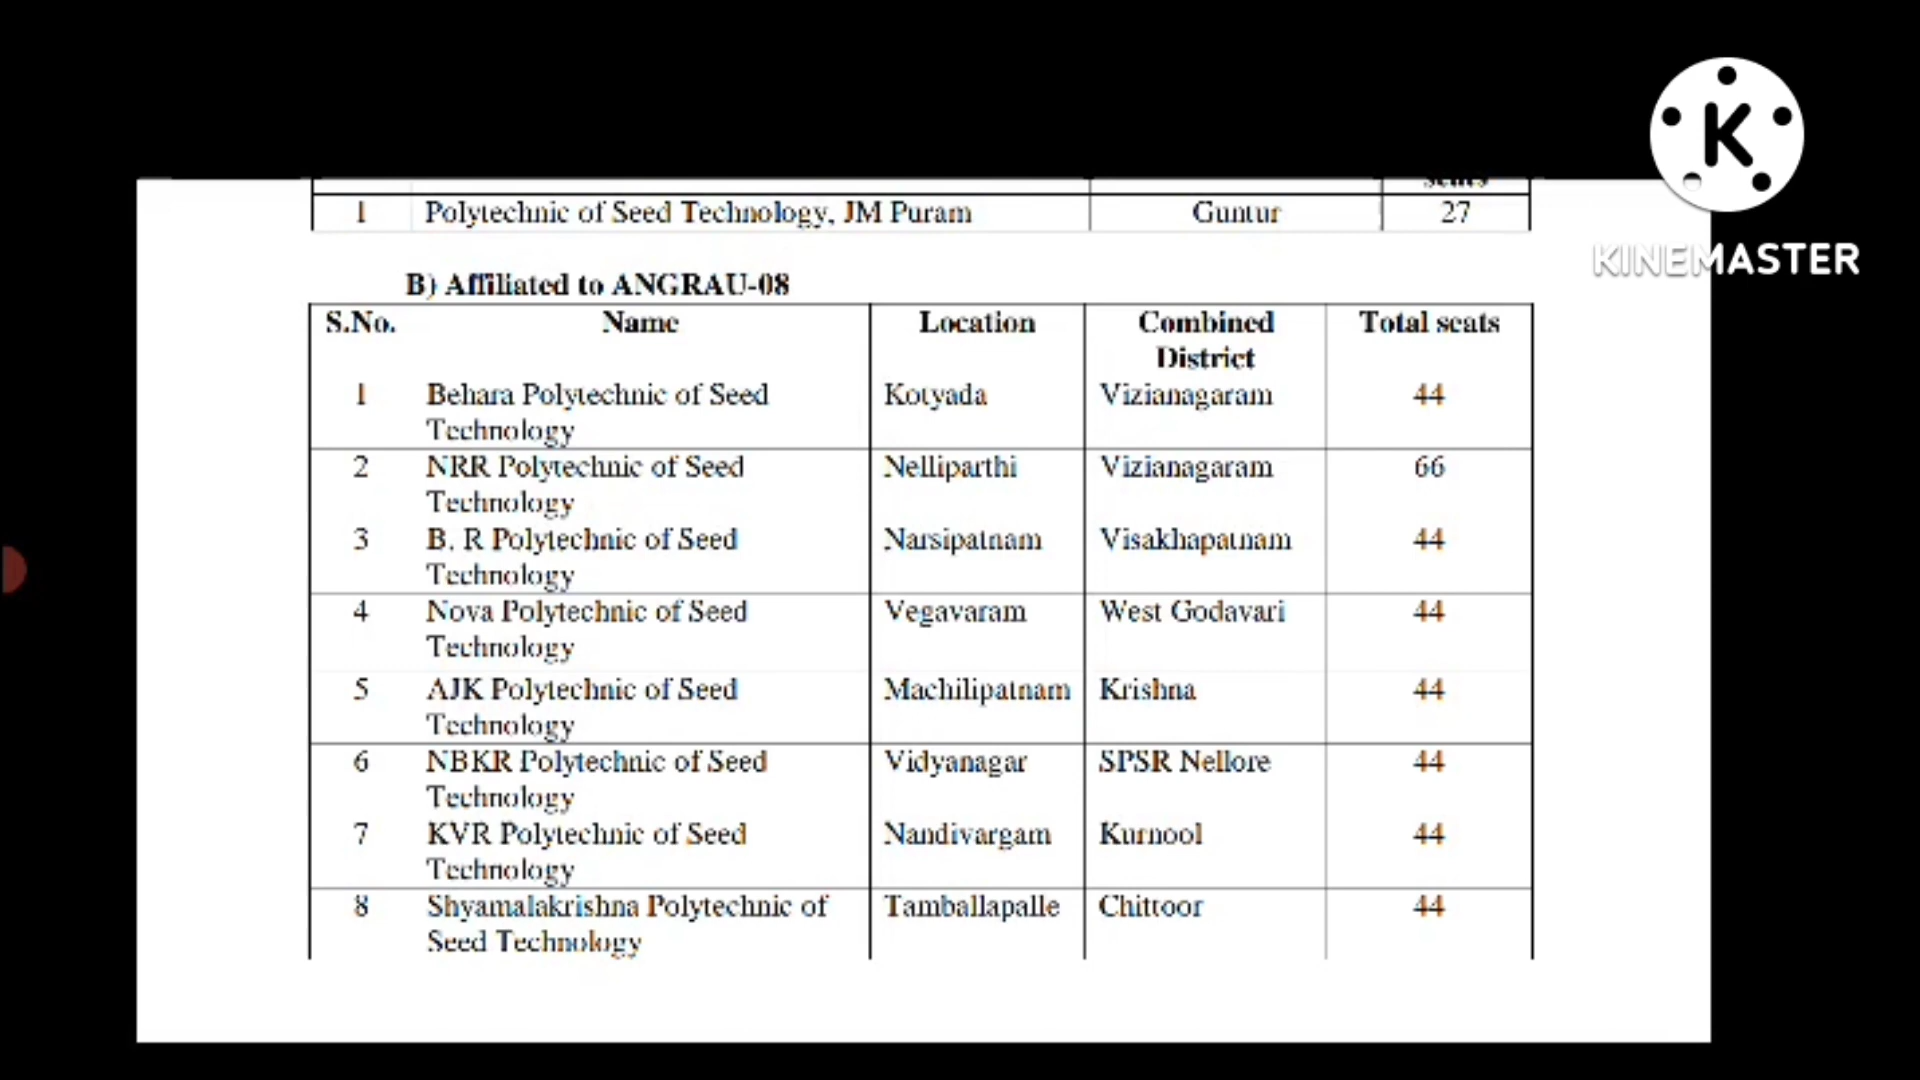 K
KINEMASTER
seats
1 Polytechnic of Seed Technology, JM Puram Guntur 27
B) Affiliated to ANGRAU-08
S.No. Name Location Combined District Total seats
1 Behara Polytechnic of Seed Technology Kotyada Vizianagaram 44
2 NRR Polytechnic of Seed Technology Nelliparthi Vizianagaram 66
3 B. R Polytechnic of Seed Technology Narsipatnam Visakhapatnam 44
4 Nova Polytechnic of Seed Technology Vegavaram West Godavari 44
5 AJK Polytechnic of Seed Technology Machilipatnam Krishna 44
6 NBKR Polytechnic of Seed Technology Vidyanagar SPSR Nellore 44
7 KVR Polytechnic of Seed Technology Nandivargam Kurnool 44
8 Shyamalakrishna Polytechnic of Seed Technology Tamballapalle Chittoor 44